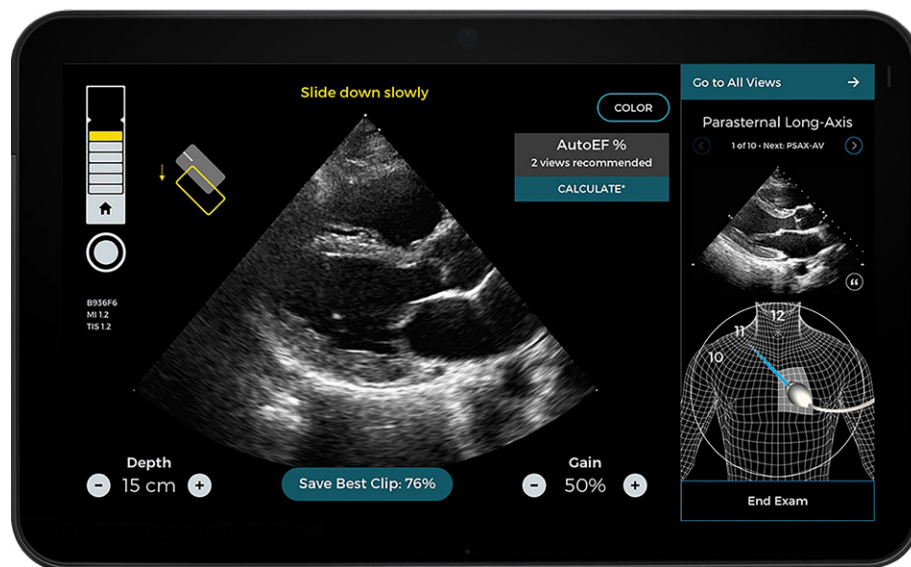 Slide down slowly
COLOR
AutoEF %
2 views recommended
CALCULATE*
B936F6
MI 1.2
TIS 1.2
Depth
- 15 cm +
Save Best Clip: 76%
Gain
- 50% +
Go to All Views →
Parasternal Long-Axis
1 of 10 • Next: PSAX-AV
12
11
10
End Exam